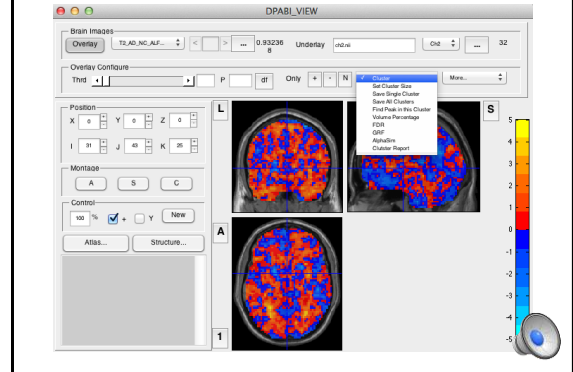 DPABI_VIEW
Brain Images
Overlay T2_AD_NC_ALF... < > ... 0.93236 8 Underlay ch2.nii Ch2 ... 32
Overlay Configure
Thrd P df Only + - N ✓ Cluster More...
Set Cluster Size
Save Single Cluster
Save All Clusters
Find Peak in this Cluster
Volume Percentage
FDR
GRF
AlphaSim
Clutster Report
Position
X 0 Y 0 Z 0
I 31 J 43 K 25
Montage
A S C
Control
100 % + Y New
Atlas... Structure...
L
S
A
1
5
4
3
2
1
0
-1
-2
-3
-4
-5